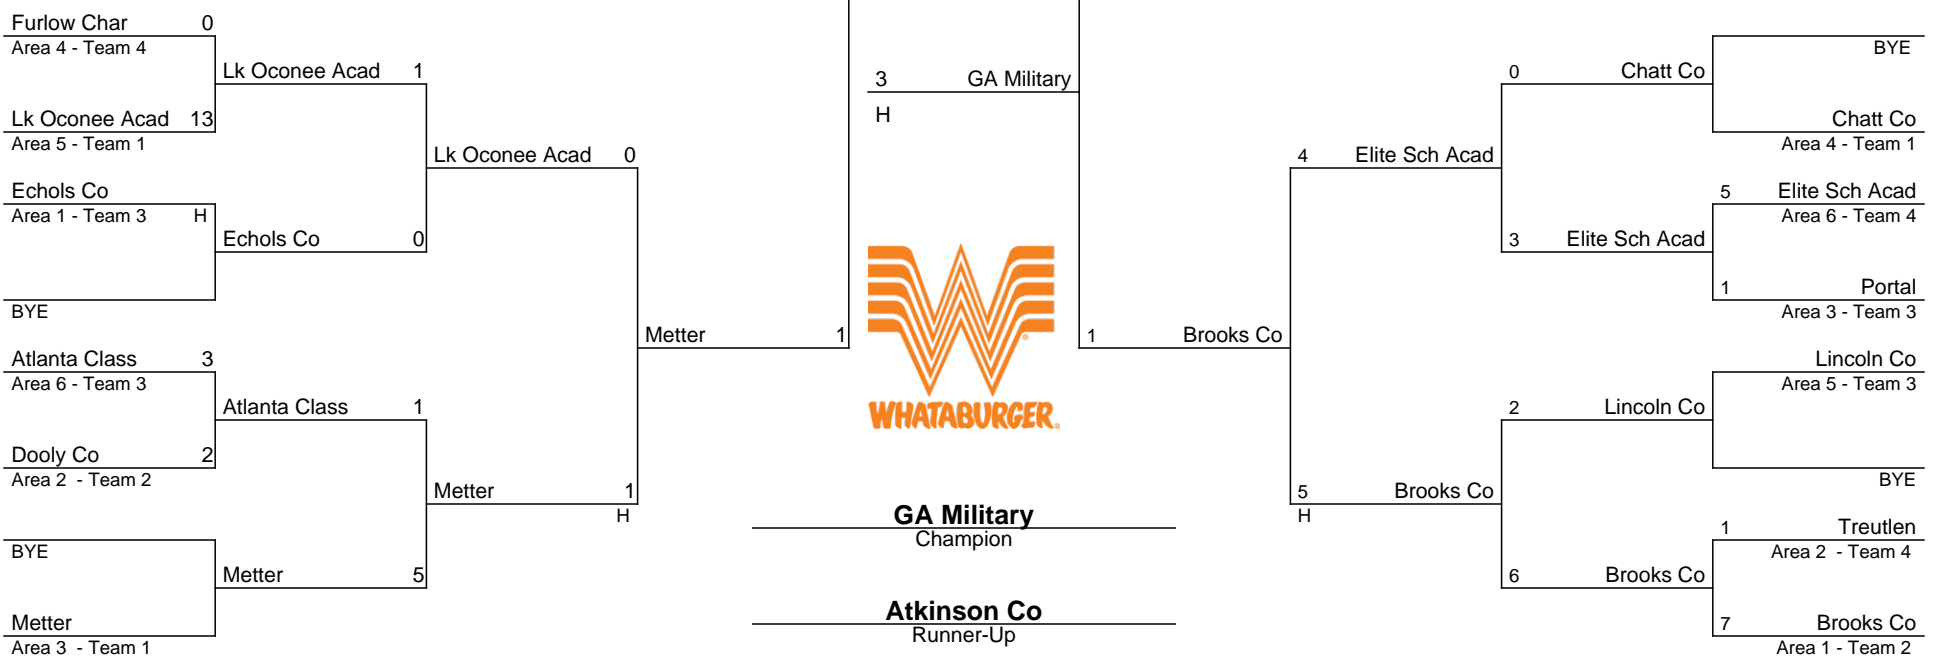 Furlow Char 0
Area 4 - Team 4
Lk Oconee Acad 1
Lk Oconee Acad 13
Area 5 - Team 1
Lk Oconee Acad 0
Echols Co
Area 1 - Team 3 H
Echols Co 0
BYE
Metter 1
Atlanta Class 3
Area 6 - Team 3
Atlanta Class 1
Dooly Co 2
Area 2 - Team 2
Metter 1
H
BYE
Metter 5
Metter
Area 3 - Team 1
3 GA Military
H
WHATABURGER®
GA Military
Champion
Atkinson Co
Runner-Up
BYE
0 Chatt Co
Chatt Co
Area 4 - Team 1
4 Elite Sch Acad
5 Elite Sch Acad
Area 6 - Team 4
3 Elite Sch Acad
1 Portal
Area 3 - Team 3
1 Brooks Co
Lincoln Co
Area 5 - Team 3
2 Lincoln Co
BYE
5 Brooks Co
H
1 Treutlen
Area 2 - Team 4
6 Brooks Co
7 Brooks Co
Area 1 - Team 2